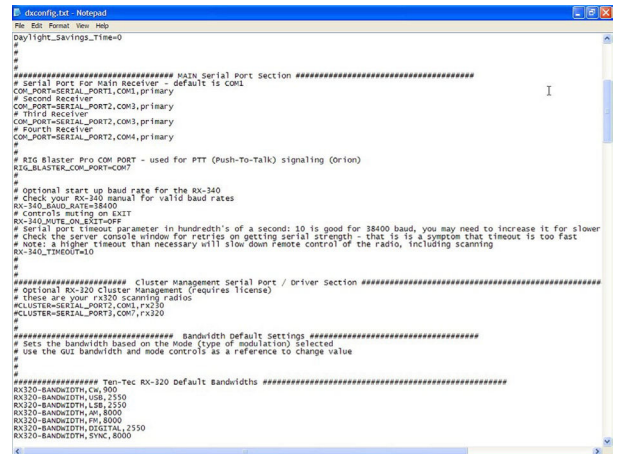 dxconfig.txt - Notepad
File Edit Format View Help
Daylight_Savings_Time=0
#
#
#
#
################################## MAIN Serial Port Section ######################################
# Serial Port For Main Receiver - default is COM1
COM_PORT=SERIAL_PORT1,COM1,primary
# Second Receiver
COM_PORT=SERIAL_PORT2,COM3,primary
# Third Receiver
COM_PORT=SERIAL_PORT2,COM3,primary
# Fourth Receiver
COM_PORT=SERIAL_PORT2,COM4,primary
#
#
# RIG Blaster Pro COM PORT - used for PTT (Push-To-Talk) signaling (Orion)
RIG_BLASTER_COM_PORT=COM7
#
#
# Optional start up baud rate for the RX-340
# Check your RX-340 manual for valid baud rates
RX-340_BAUD_RATE=38400
# Controls muting on EXIT
RX-340_MUTE_ON_EXIT=OFF
# Serial port timeout parameter in hundredth's of a second: 10 is good for 38400 baud, you may need to increase it for slower
# Check the server console window for retries on getting serial strength - that is is a symptom that timeout is too fast
# Note: a higher timeout than necessary will slow down remote control of the radio, including scanning
RX-340_TIMEOUT=10
#
#
######################## Cluster Management Serial Port / Driver Section ###################################################
# Optional RX-320 Cluster Management (requires license)
# these are your rx320 scanning radios
#CLUSTER=SERIAL_PORT2,COM1,rx230
#CLUSTER=SERIAL_PORT3,COM7,rx320
#
#
################################## Bandwidth Default Settings ####################################
# Sets the bandwidth based on the Mode (type of modulation) selected
# Use the GUI bandwidth and mode controls as a reference to change value
#
#
################## Ten-Tec RX-320 Default Bandwidths ####################################################
RX320-BANDWIDTH,CW,900
RX320-BANDWIDTH,USB,2550
RX320-BANDWIDTH,LSB,2550
RX320-BANDWIDTH,AM,8000
RX320-BANDWIDTH,FM,8000
RX320-BANDWIDTH,DIGITAL,2550
RX320-BANDWIDTH,SYNC,8000